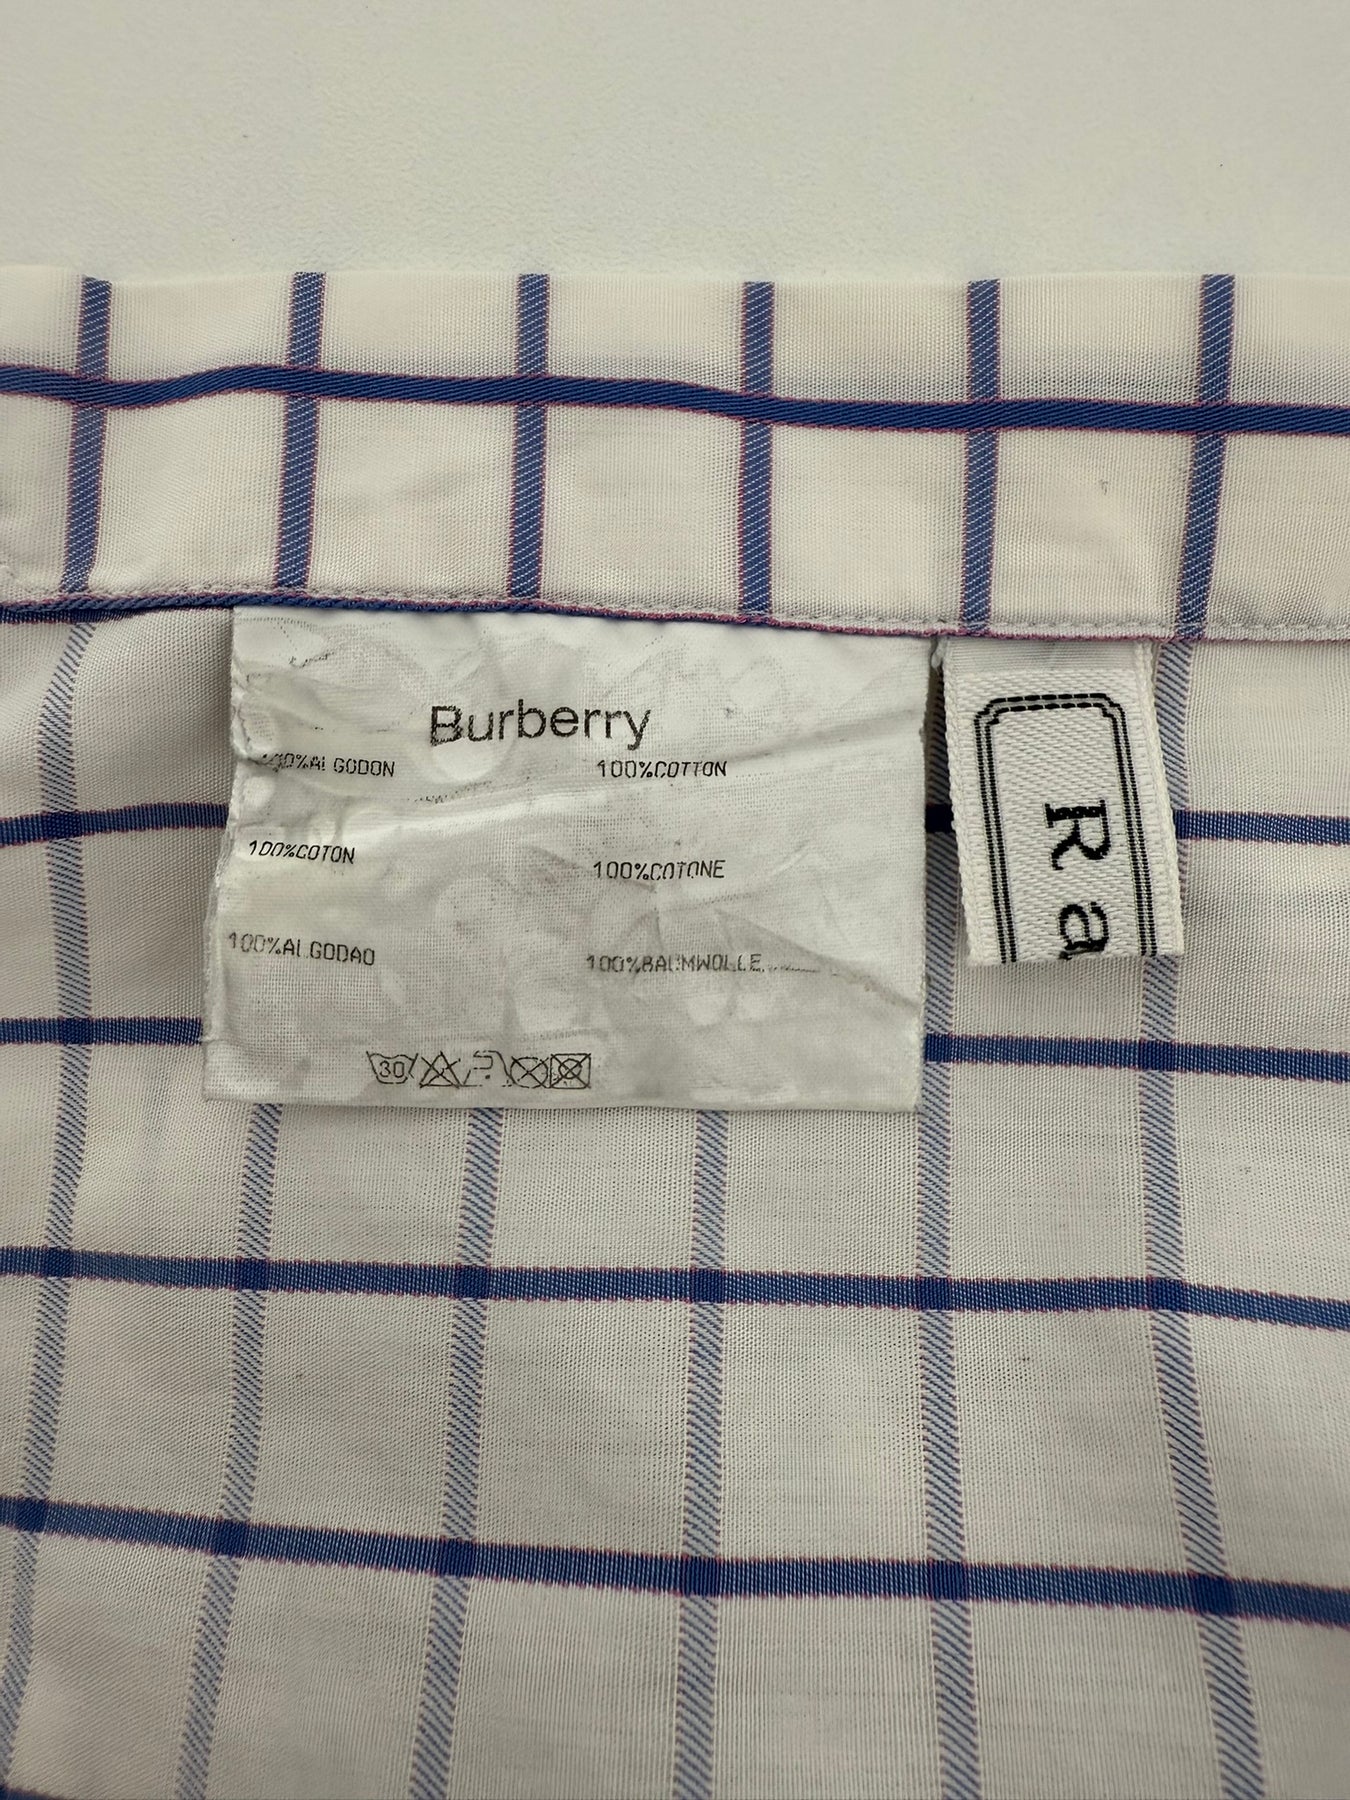 Burberry
100%ALGODON 100%COTTON
100%COTON 100%COTONE
100%ALGODAO 100%BAUMWOLLE
30
Ra